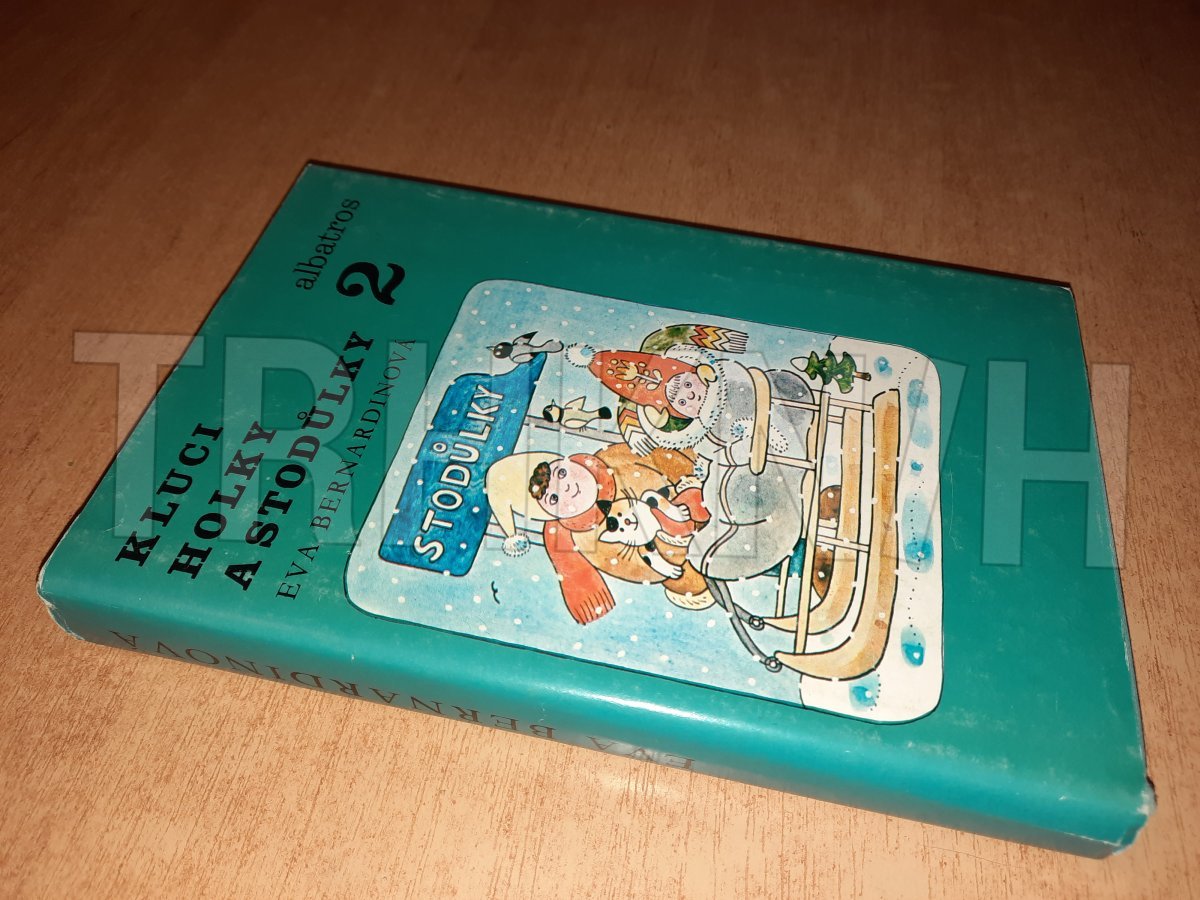 albatros
KLUCI
HOLKY
A STODŮLKY 2
EVA BERNARDINOVÁ
STODŮLKY
EVA BERNARDINOVÁ